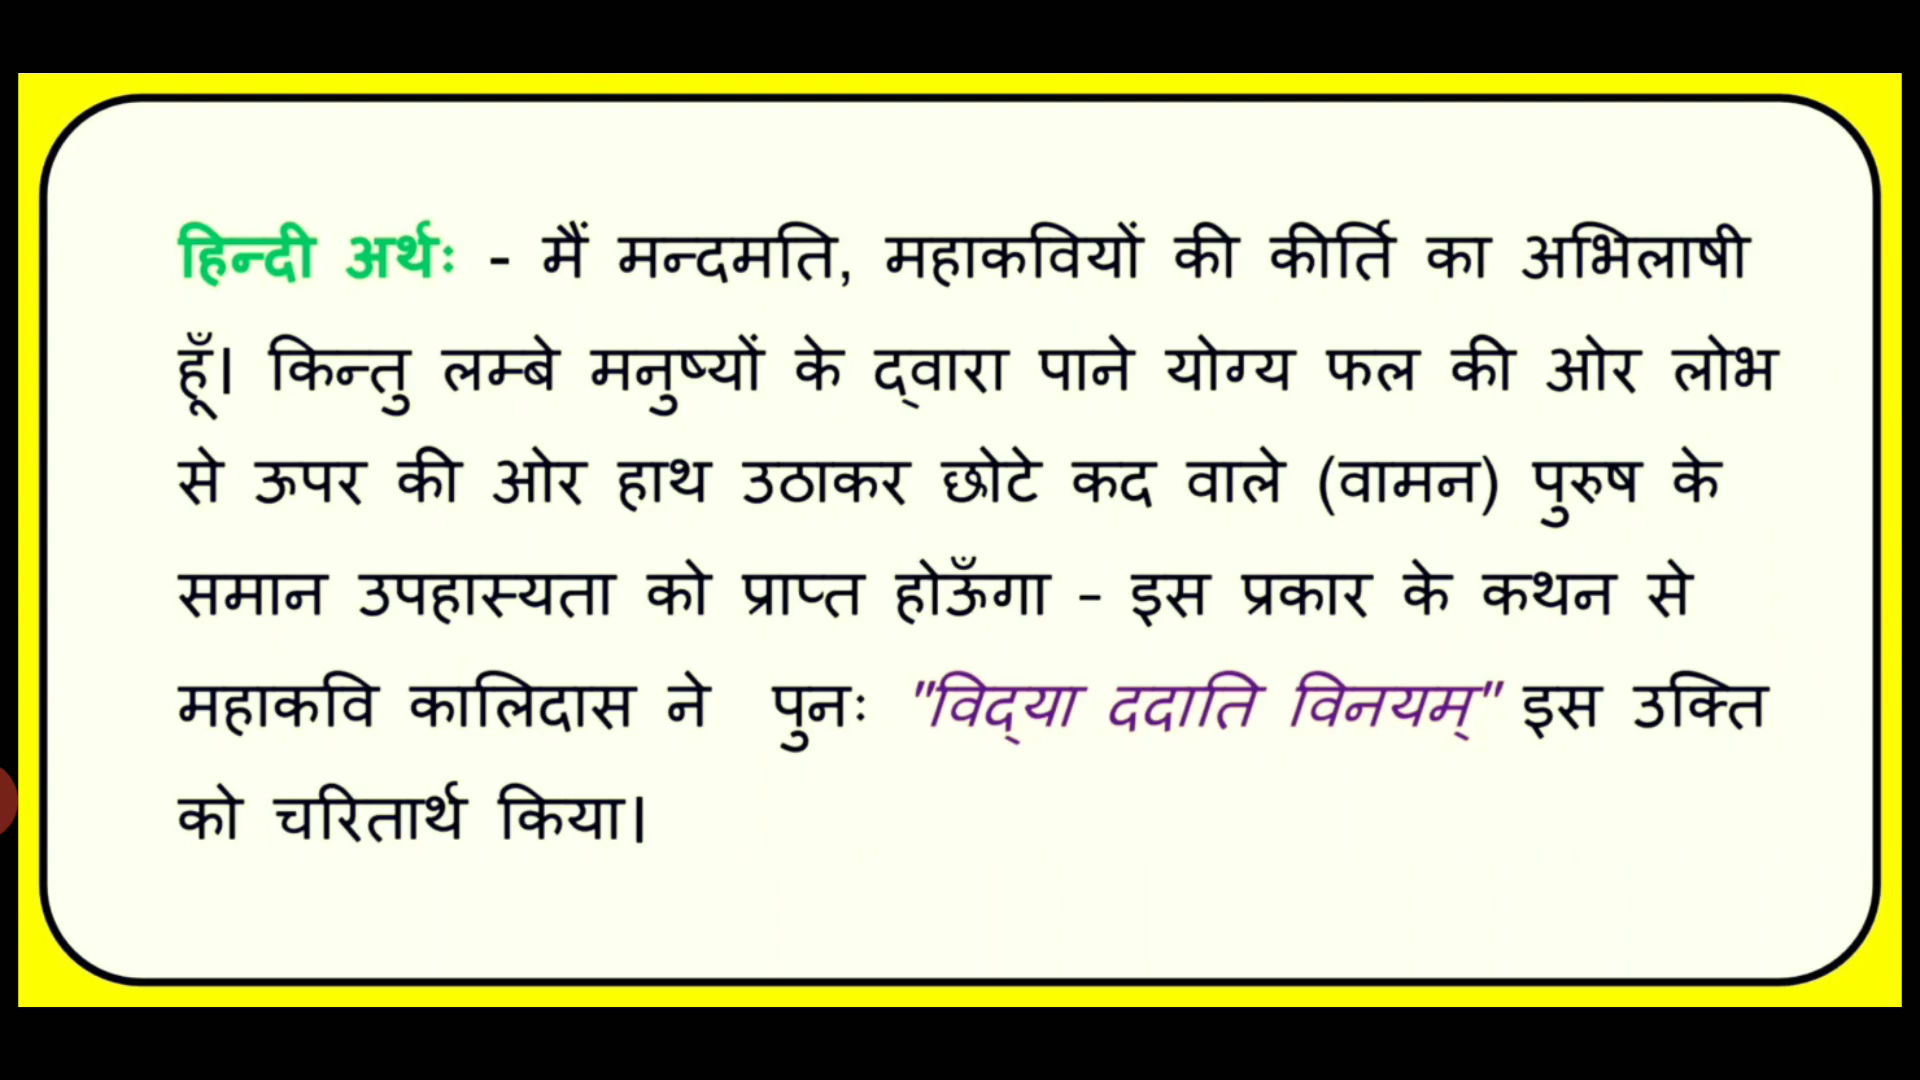 हिन्दी अर्थः - मैं मन्दमति, महाकवियों की कीर्ति का अभिलाषी
हूँ। किन्तु लम्बे मनुष्यों के द्वारा पाने योग्य फल की ओर लोभ
से ऊपर की ओर हाथ उठाकर छोटे कद वाले (वामन) पुरुष के
समान उपहास्यता को प्राप्त होऊँगा - इस प्रकार के कथन से
महाकवि कालिदास ने पुनः "विद्या ददाति विनयम्" इस उक्ति
को चरितार्थ किया।